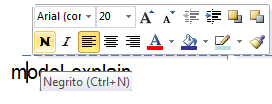 Arial (cor 20 A A
N I A
model explain
Negrito (Ctrl+N)